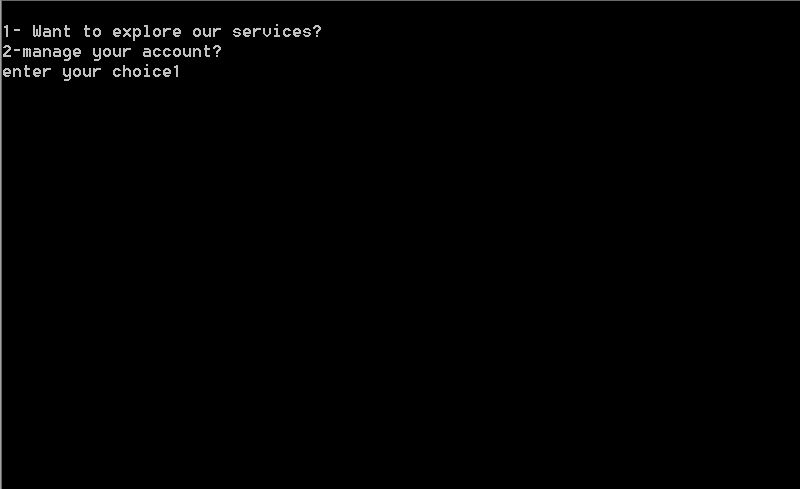 1- Want to explore our services?
2-manage your account?
enter your choice1